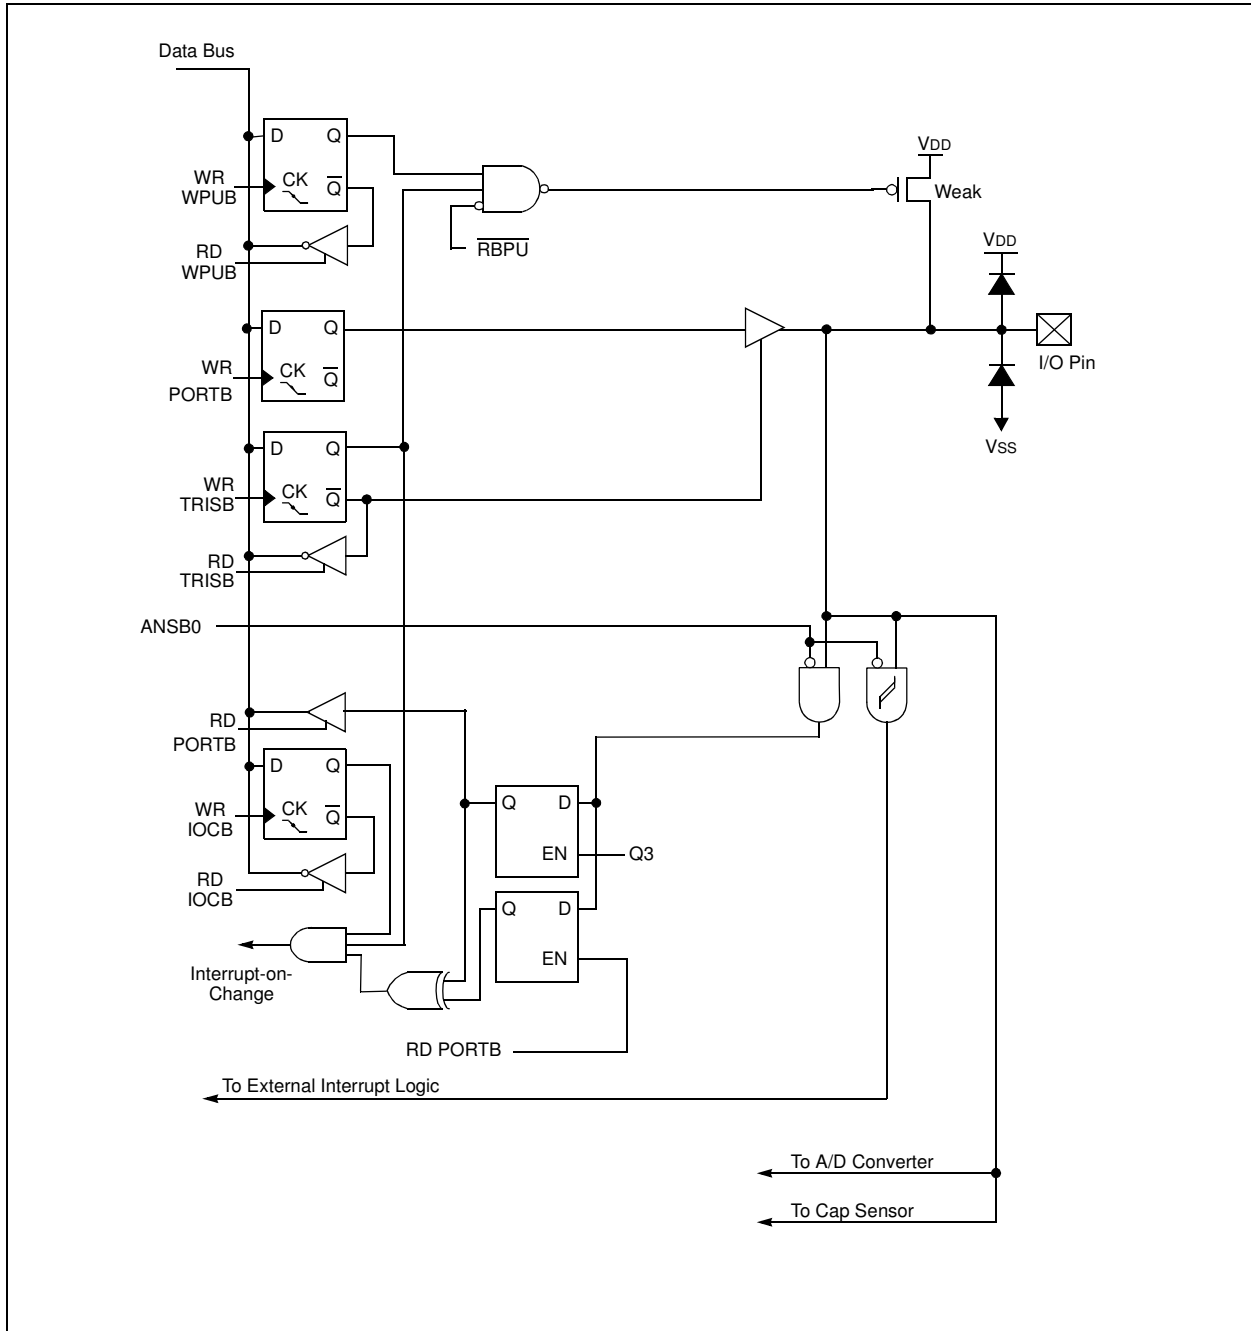 Data Bus
D Q
WR
WPUB
CK Q
VDD
Weak
RBPU
RD
WPUB
VDD
D Q
WR
PORTB
CK Q
I/O Pin
D Q
VSS
WR
TRISB
CK Q
RD
TRISB
ANSB0
RD
PORTB
D Q
WR
IOCB
CK Q
Q D
EN
Q3
RD
IOCB
Q D
EN
Interrupt-on-
Change
RD PORTB
To External Interrupt Logic
To A/D Converter
To Cap Sensor